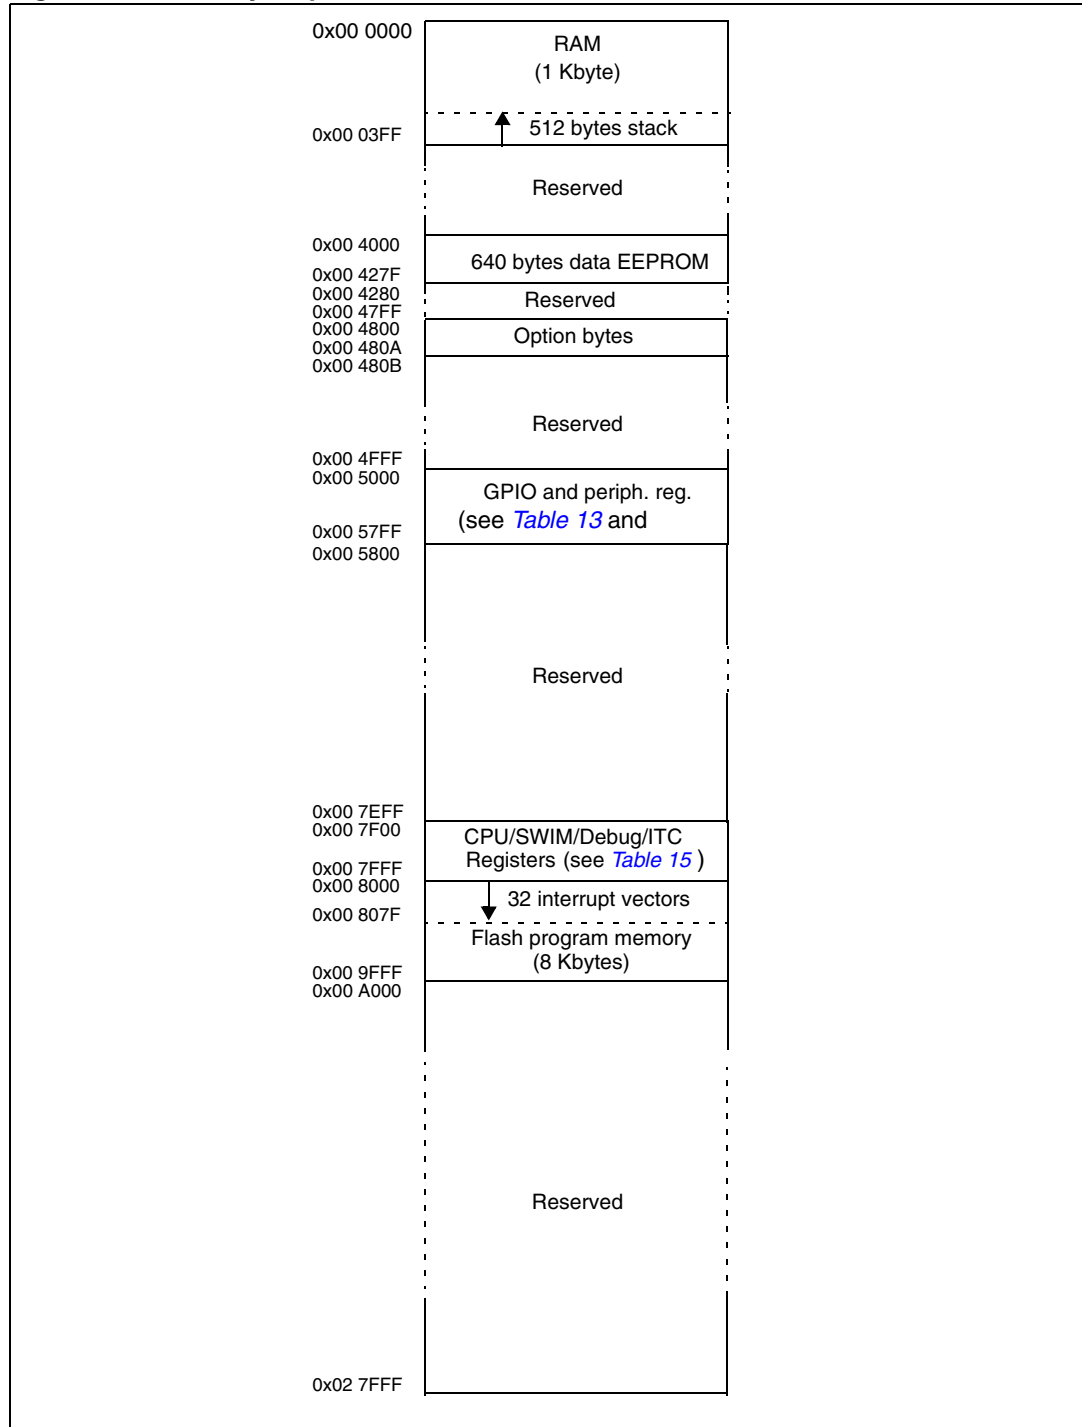 0x00 0000
RAM
(1 Kbyte)
512 bytes stack
0x00 03FF
Reserved
0x00 4000
640 bytes data EEPROM
0x00 427F
0x00 4280
Reserved
0x00 47FF
0x00 4800
Option bytes
0x00 480A
0x00 480B
Reserved
0x00 4FFF
0x00 5000
GPIO and periph. reg.
(see Table 13 and
0x00 57FF
0x00 5800
Reserved
0x00 7EFF
0x00 7F00
CPU/SWIM/Debug/ITC
Registers (see Table 15 )
0x00 7FFF
0x00 8000
32 interrupt vectors
0x00 807F
Flash program memory
(8 Kbytes)
0x00 9FFF
0x00 A000
Reserved
0x02 7FFF